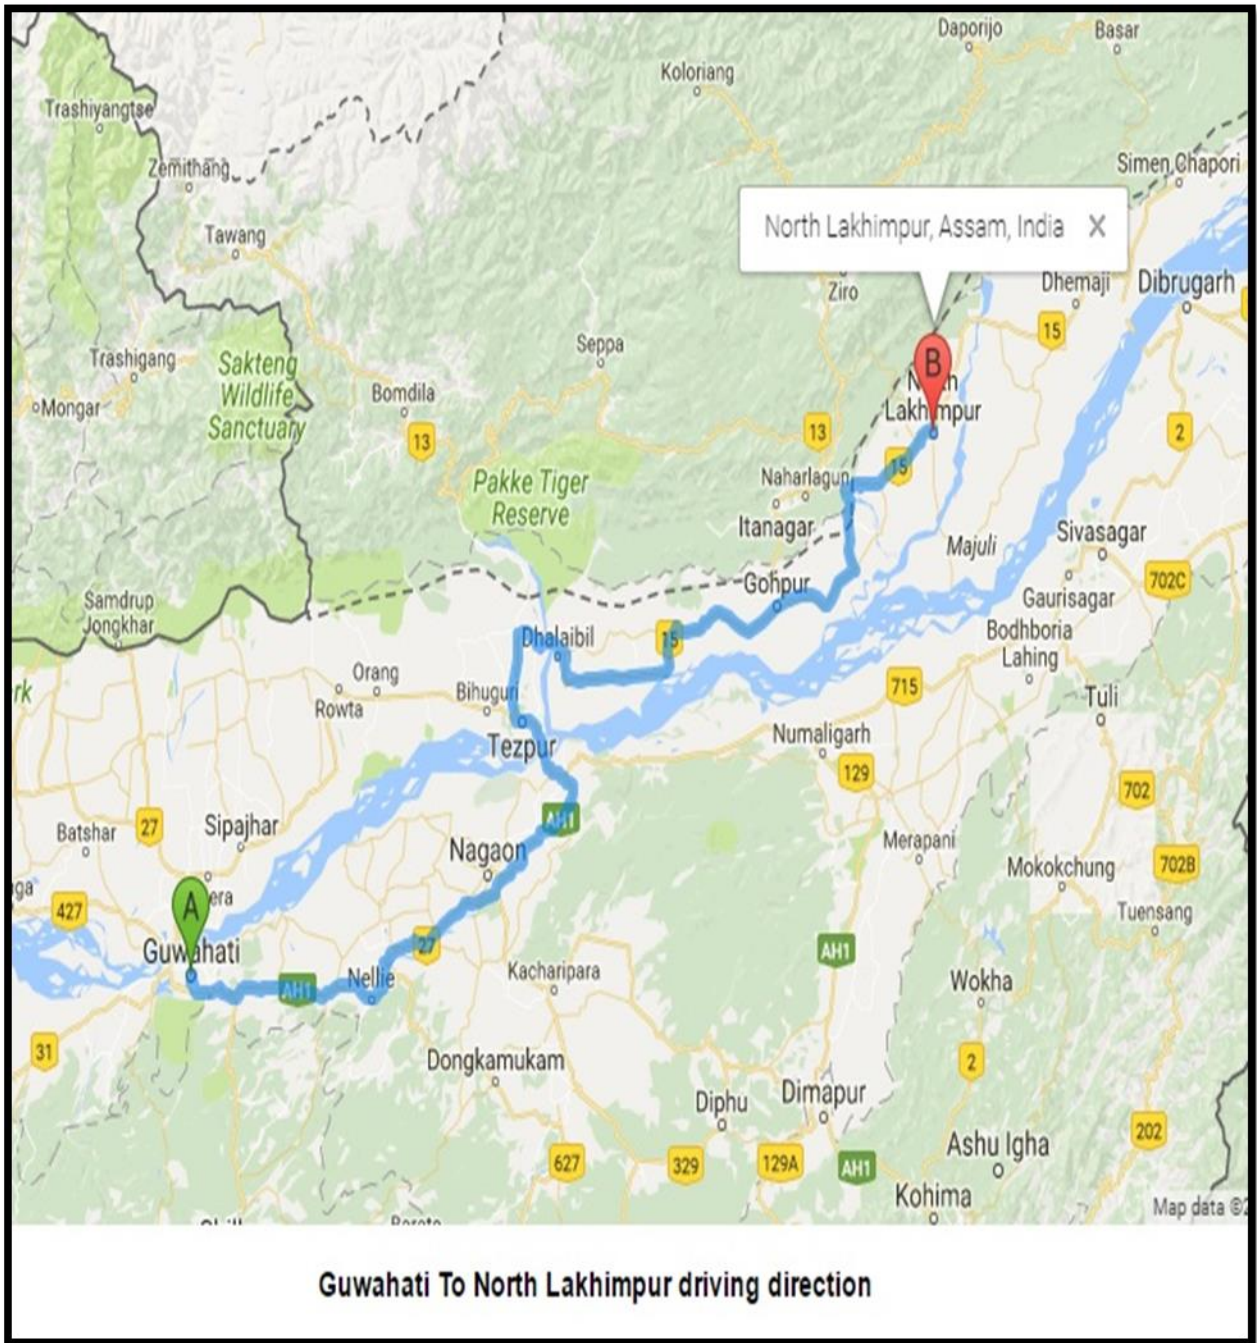 Daporijo
Basar
Koloriang
Trashiyangtse
Simen Chapori
Zemithang
North Lakhimpur, Assam, India ×
Tawang
Ziro
Dhemaji
Dibrugarh
15
Seppa
Trashigang
Sakteng
Wildlife
Sanctuary
B
Mongar
Bomdila
Lakhimpur
13
13
2
15
Naharlagun
Pakke Tiger
Reserve
Itanagar
Majuli
Sivasagar
702C
Gohpur
Gaurisagar
Samdrup
Jongkhar
Dhalaibil
15
Bodhboria
Lahing
rk
Orang
Rowta
Bihuguri
715
Tuli
Tezpur
Numaligarh
129
702
AH1
Batshar
27
Sipajhar
Nagaon
Merapani
Mokokchung
702B
A
era
427
Tuensang
Guwahati
27
AH1
Nellie
AH1
Kacharipara
Wokha
31
Dongkamukam
2
Diphu
Dimapur
202
Ashu Igha
627
329
129A
AH1
Kohima
Map data ©2
Guwahati To North Lakhimpur driving direction